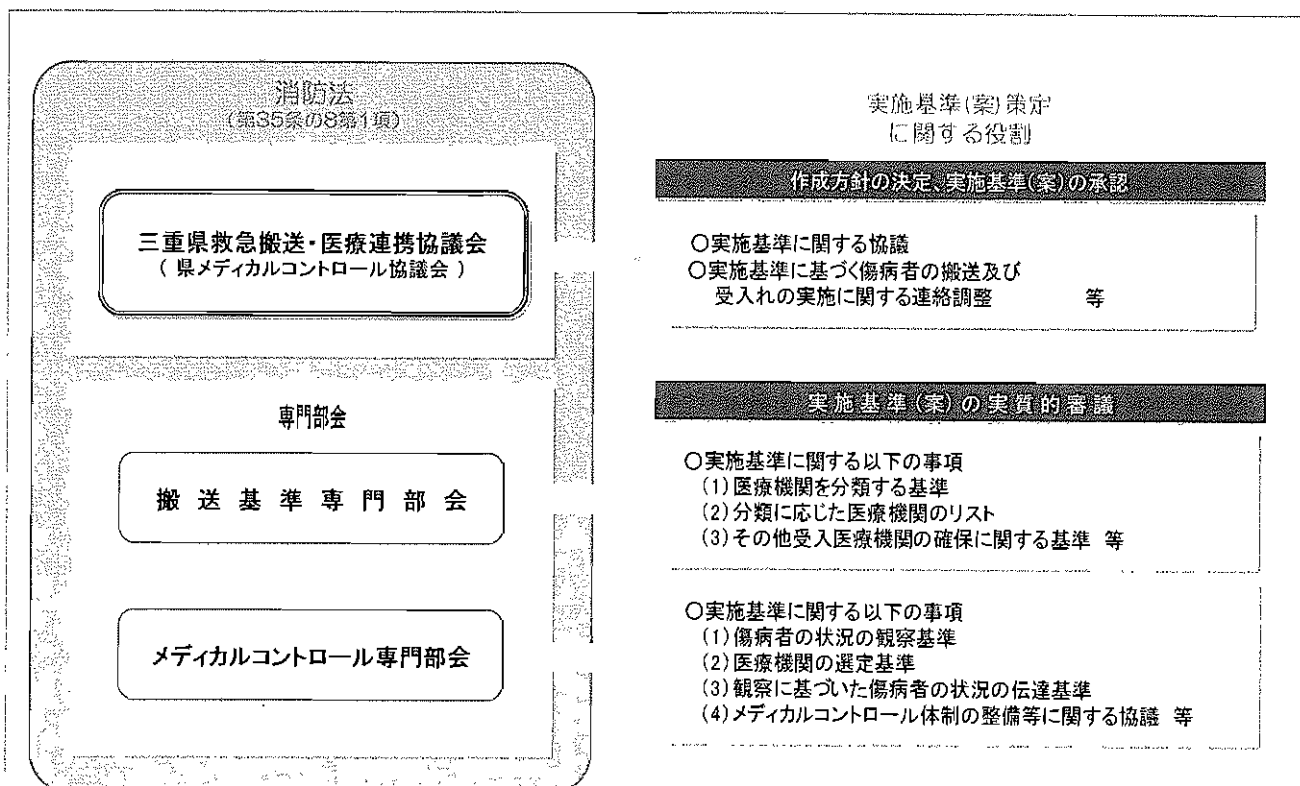 消防法
(第35条の8第1項)
三重県救急搬送・医療連携協議会
( 県メディカルコントロール協議会 )
専門部会
搬送基準専門部会
メディカルコントロール専門部会
実施基準(案)策定
に関する役割
作成方針の決定、実施基準(案)の承認
○実施基準に関する協議
○実施基準に基づく傷病者の搬送及び
受入れの実施に関する連絡調整 等
実施基準(案)の実質的審議
○実施基準に関する以下の事項
(1)医療機関を分類する基準
(2)分類に応じた医療機関のリスト
(3)その他受入医療機関の確保に関する基準 等
○実施基準に関する以下の事項
(1)傷病者の状況の観察基準
(2)医療機関の選定基準
(3)観察に基づいた傷病者の状況の伝達基準
(4)メディカルコントロール体制の整備等に関する協議 等